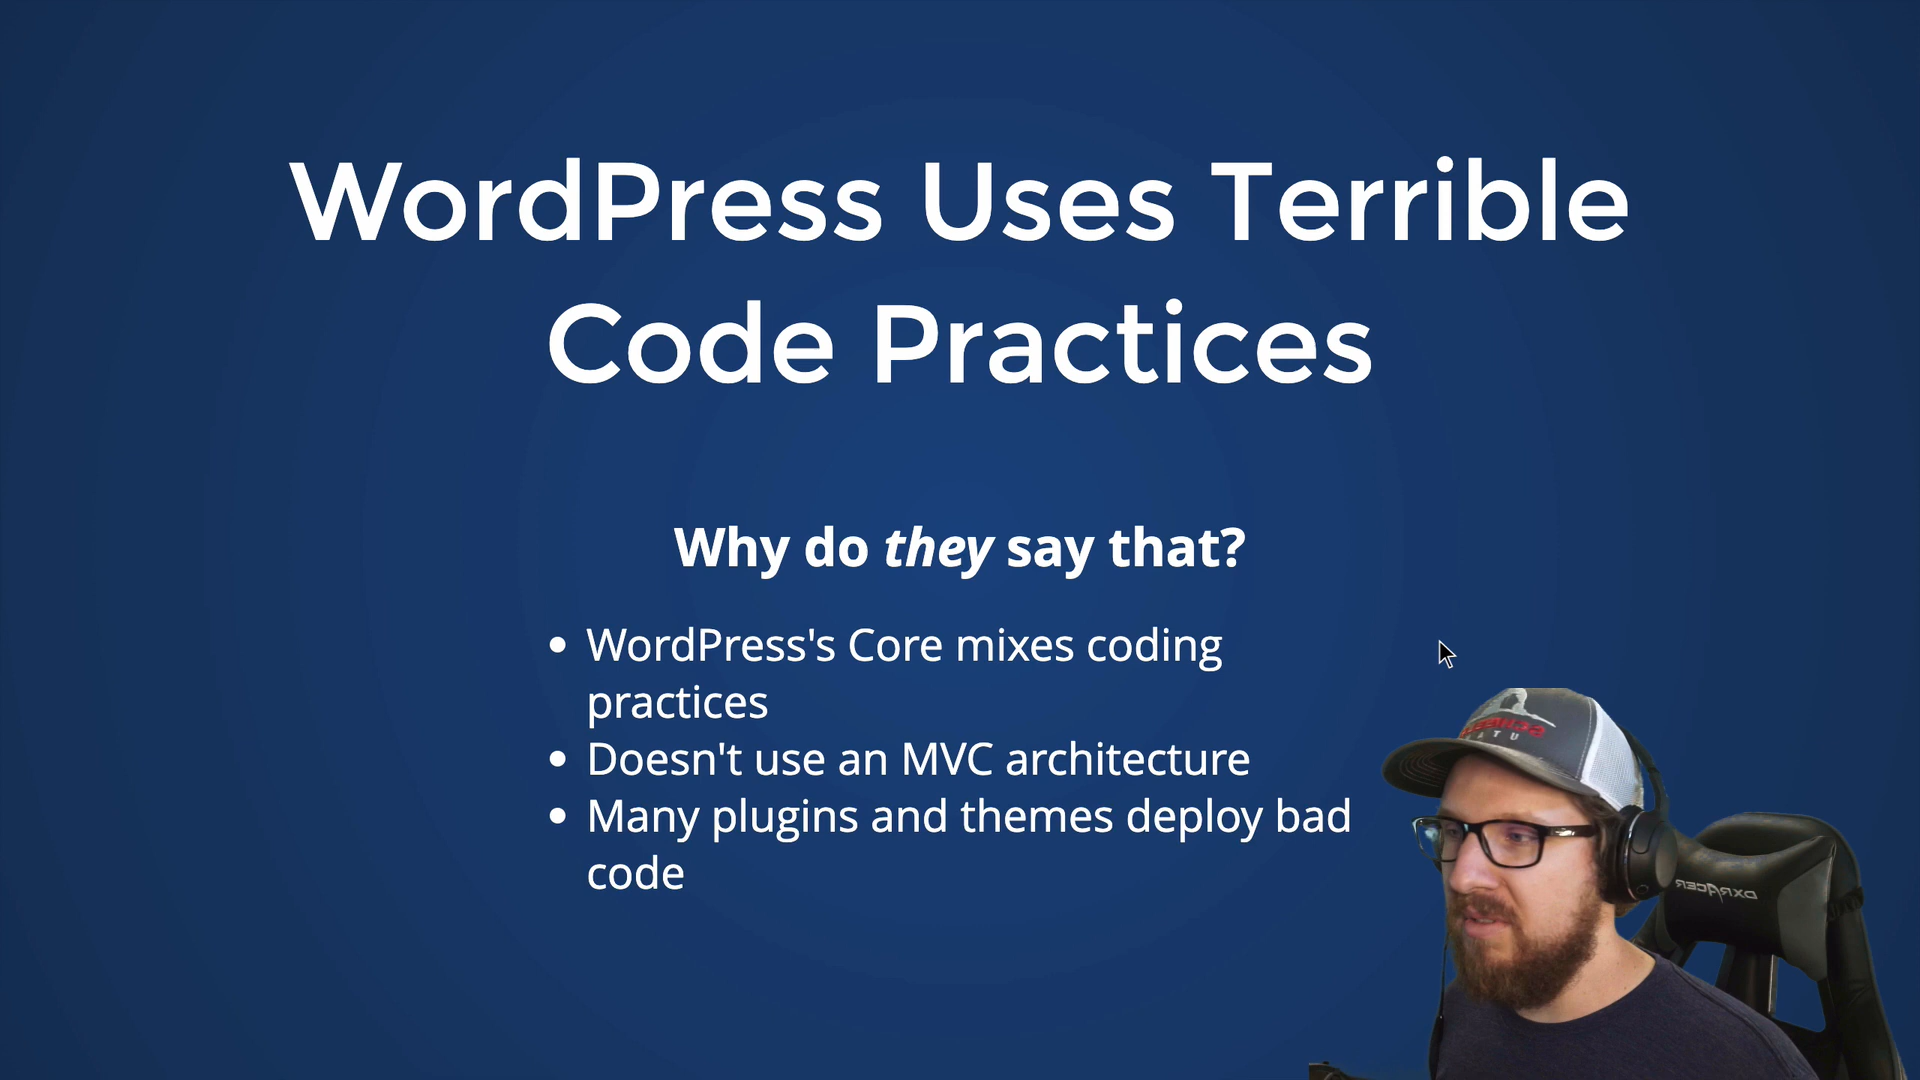 WordPress Uses Terrible
Code Practices
Why do they say that?
• WordPress's Core mixes coding
practices
• Doesn't use an MVC architecture
• Many plugins and themes deploy bad
code
DXRACER